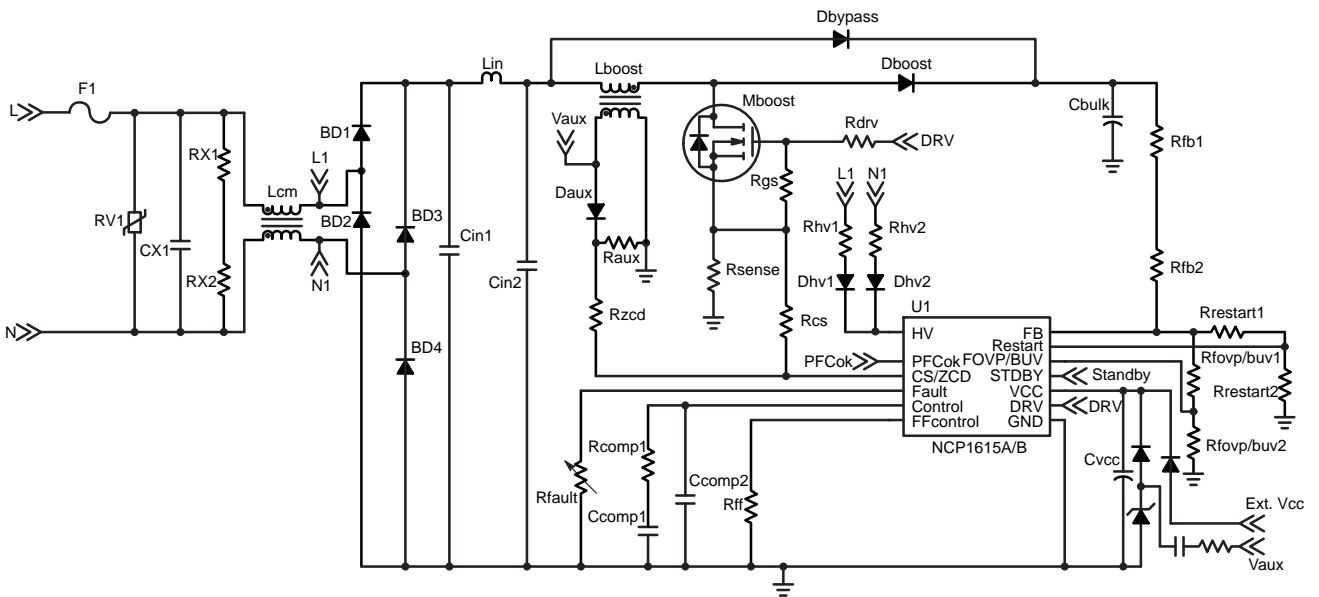 Dbypass
Lin
Lboost
Dboost
F1
L
Mboost
Cbulk
Vaux
Rdrv
DRV
BD1
RX1
L1
Rfb1
Lcm
Daux
Rgs
L1
N1
RV1
BD2
BD3
Rhv1
Rhv2
CX1
Cin1
Raux
Rsense
Rfb2
RX2
N1
Cin2
Dhv1
Dhv2
U1
Rzcd
Rcs
Rrestart1
N
HV
FB
Restart
BD4
PFCok
PFCok
FOVP/BUV
Rfovp/buv1
CS/ZCD
STDBY
Standby
Fault
VCC
Rrestart2
Control
DRV
DRV
FFcontrol
GND
NCP1615A/B
Rfovp/buv2
Rcomp1
Cvcc
Ccomp2
Rfault
Rff
Ext. Vcc
Ccomp1
Vaux